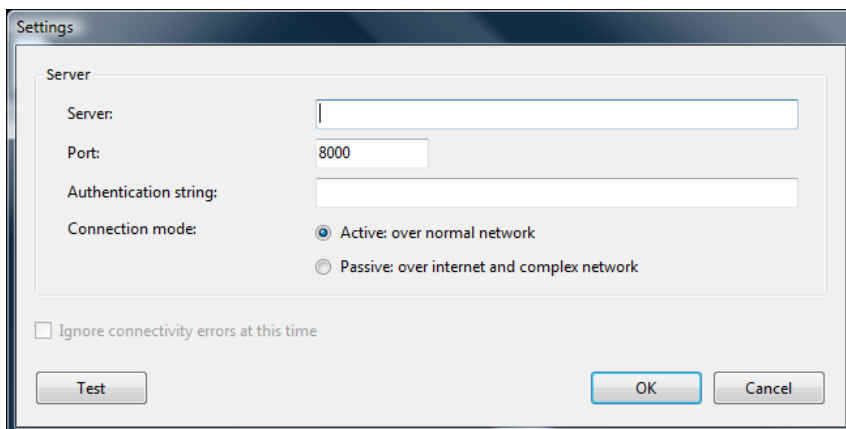 Settings
Server
Server:
Port: 8000
Authentication string:
Connection mode: Active: over normal network
Passive: over internet and complex network
Ignore connectivity errors at this time
Test OK Cancel